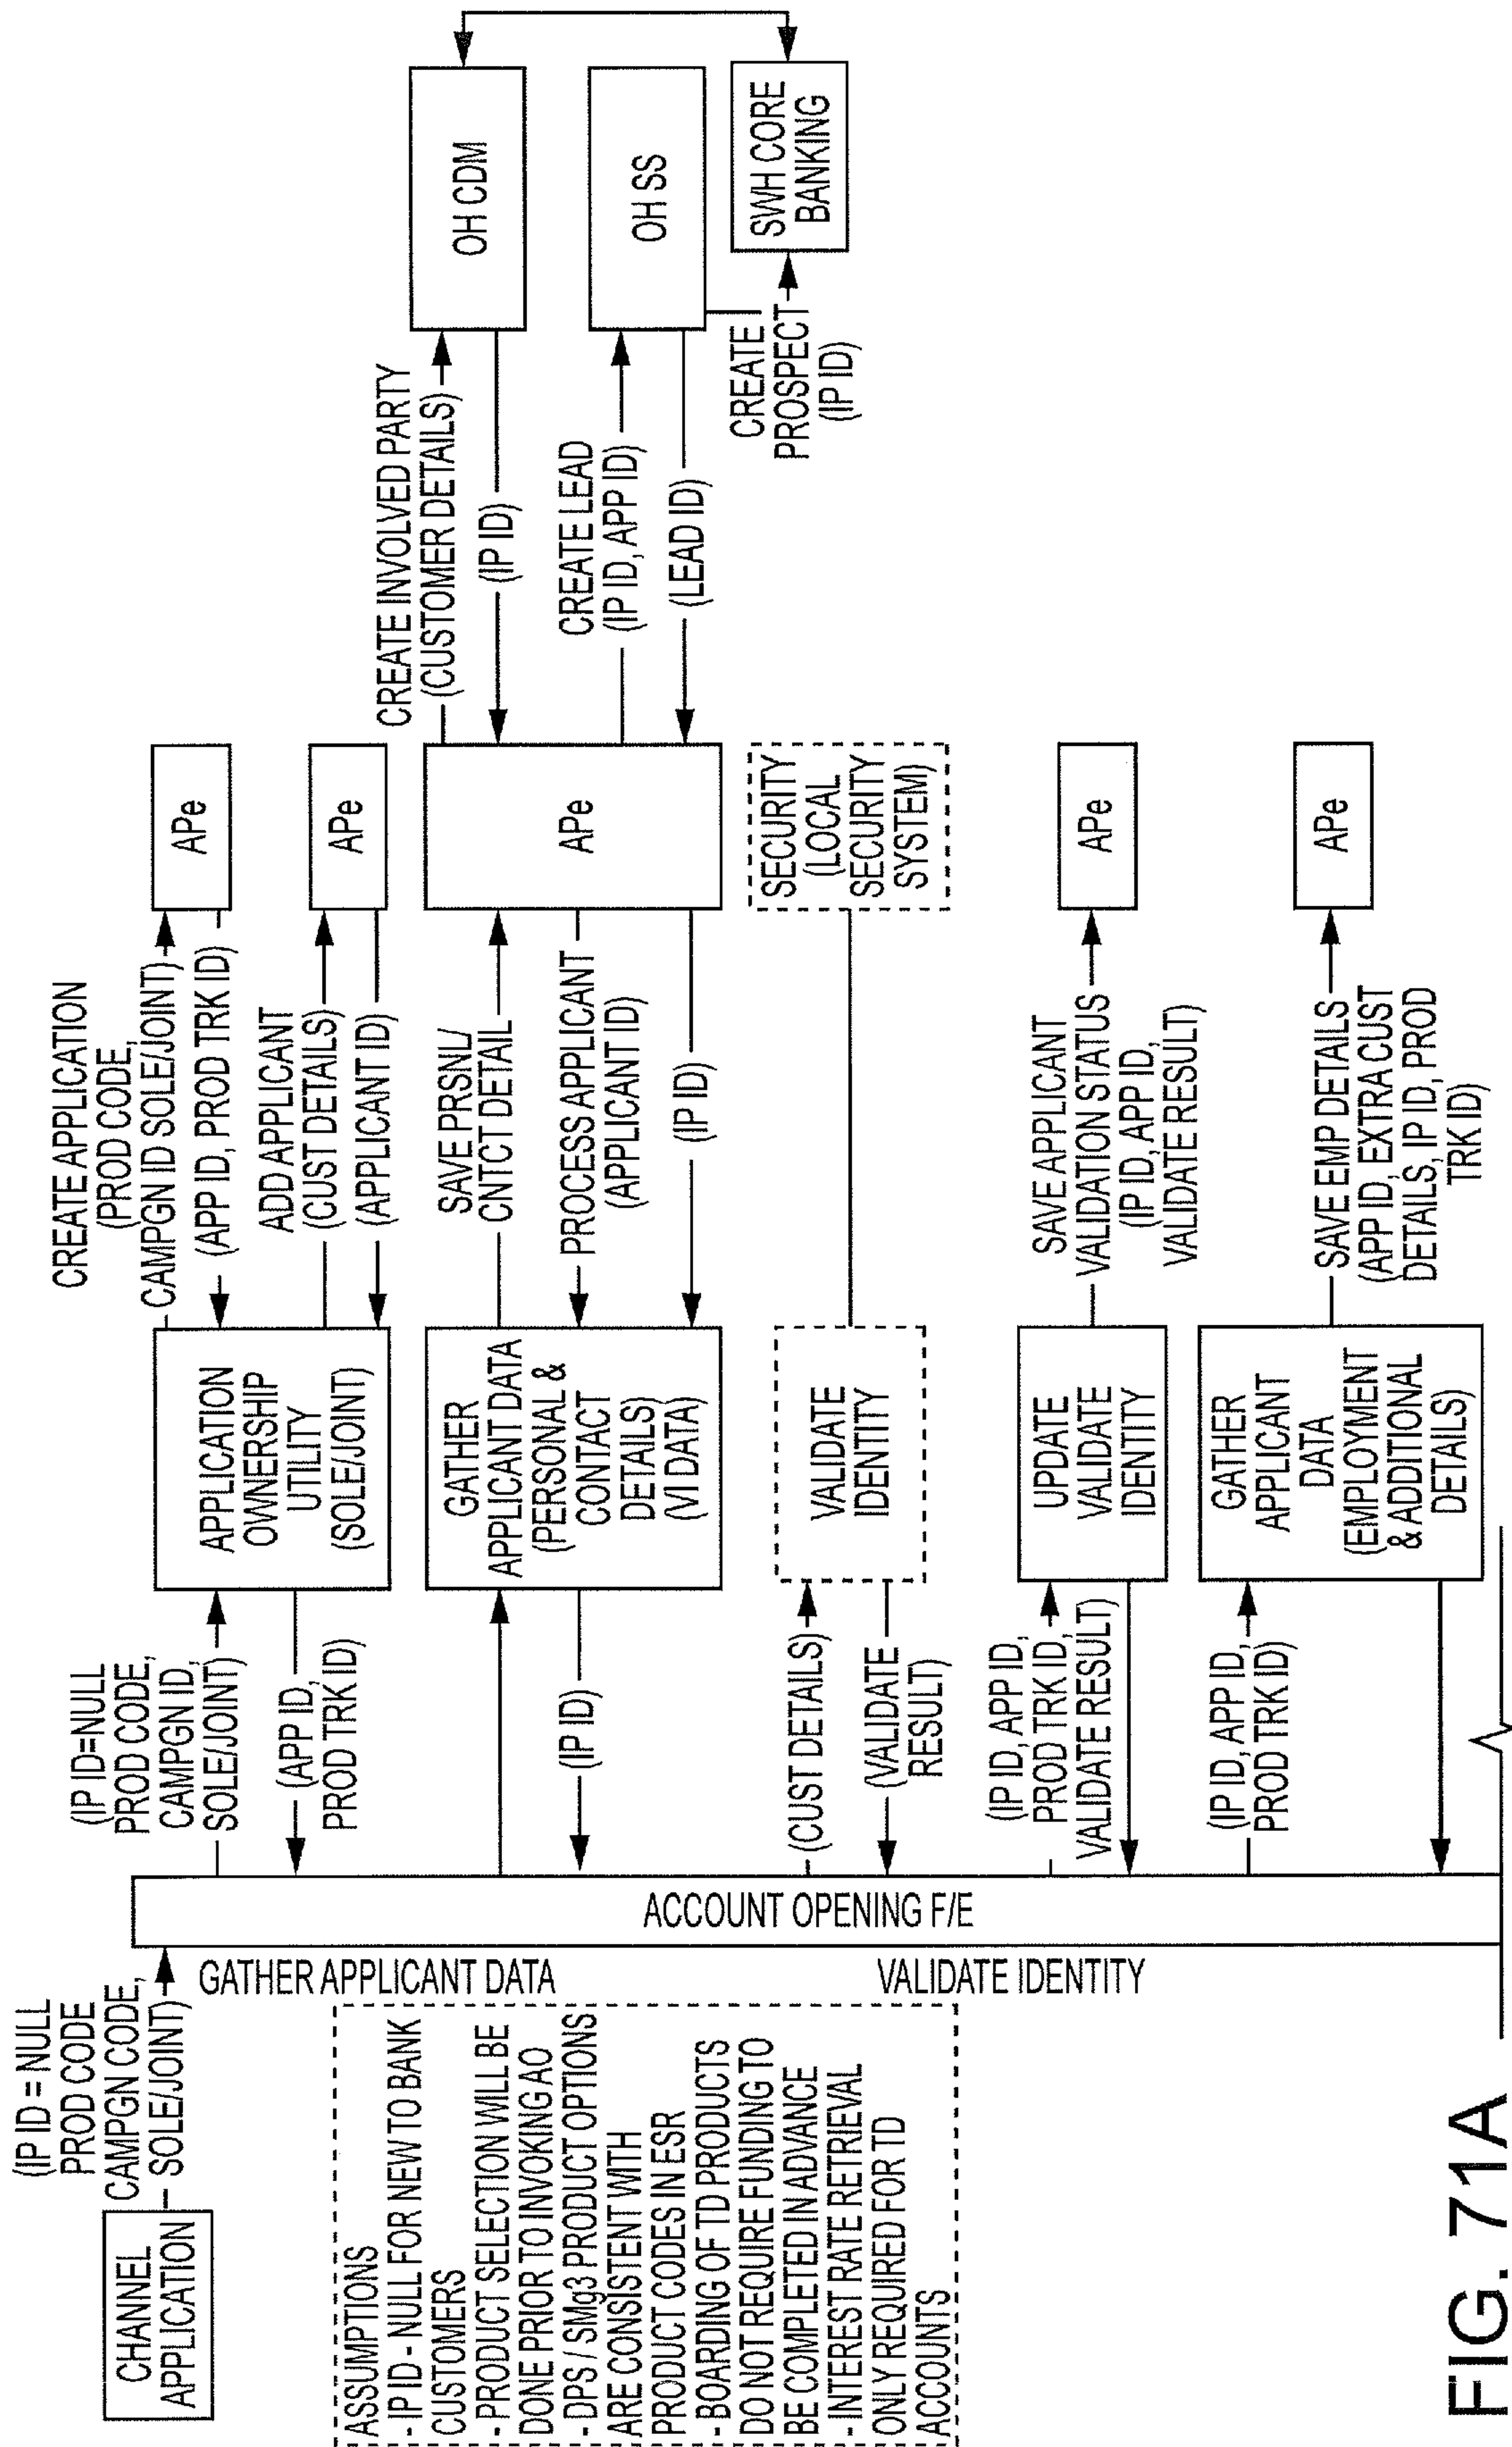 CHANNEL
APPLICATION
(IP ID = NULL
PROD CODE
CAMPGN CODE,
SOLE/JOINT)
ASSUMPTIONS
- IP ID - NULL FOR NEW TO BANK
CUSTOMERS
- PRODUCT SELECTION WILL BE
DONE PRIOR TO INVOKING AO
- DPS / SMg3 PRODUCT OPTIONS
ARE CONSISTENT WITH
PRODUCT CODES IN ESR
- BOARDING OF TD PRODUCTS
DO NOT REQUIRE FUNDING TO
BE COMPLETED IN ADVANCE
- INTEREST RATE RETRIEVAL
ONLY REQUIRED FOR TD
ACCOUNTS
GATHER APPLICANT DATA
VALIDATE IDENTITY
ACCOUNT OPENING F/E
(IP ID=NULL
PROD CODE,
CAMPGN ID,
SOLE/JOINT)
(APP ID,
PROD TRK ID)
APPLICATION
OWNERSHIP
UTILITY
(SOLE/JOINT)
CREATE APPLICATION
(PROD CODE,
CAMPGN ID SOLE/JOINT)
(APP ID, PROD TRK ID)
APe
ADD APPLICANT
(CUST DETAILS)
(APPLICANT ID)
APe
(IP ID)
GATHER
APPLICANT DATA
(PERSONAL &
CONTACT
DETAILS)
(VI DATA)
SAVE PRSNL/
CNTCT DETAIL
PROCESS APPLICANT
(APPLICANT ID)
(IP ID)
APe
CREATE INVOLVED PARTY
(CUSTOMER DETAILS)
(IP ID)
OH CDM
CREATE LEAD
(IP ID, APP ID)
(LEAD ID)
OH SS
CREATE
PROSPECT
(IP ID)
SWH CORE
BANKING
(CUST DETAILS)
(VALIDATE
RESULT)
VALIDATE
IDENTITY
SECURITY
(LOCAL
SECURITY
SYSTEM)
(IP ID, APP ID,
PROD TRK ID,
VALIDATE RESULT)
UPDATE
VALIDATE
IDENTITY
SAVE APPLICANT
VALIDATION STATUS
(IP ID, APP ID,
VALIDATE RESULT)
APe
(IP ID, APP ID,
PROD TRK ID)
GATHER
APPLICANT
DATA
(EMPLOYMENT
& ADDITIONAL
DETAILS)
SAVE EMP DETAILS
(APP ID, EXTRA CUST
DETAILS, IP ID, PROD
TRK ID)
APe
FIG. 71A